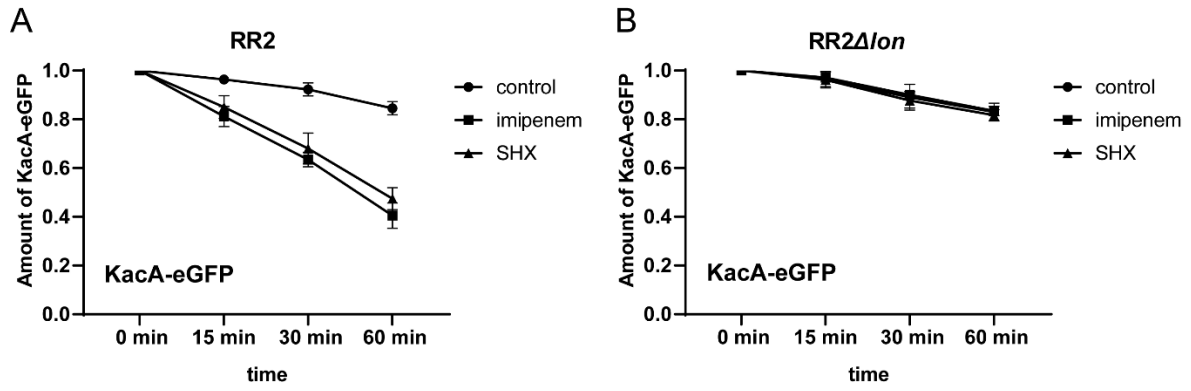 A
RR2
Amount of KacA-eGFP
1.0
0.8
0.6
0.4
0.2
0.0
KacA-eGFP
0 min 15 min 30 min 60 min
time
control
imipenem
SHX
B
RR2Δlon
Amount of KacA-eGFP
1.0
0.8
0.6
0.4
0.2
0.0
KacA-eGFP
0 min 15 min 30 min 60 min
time
control
imipenem
SHX